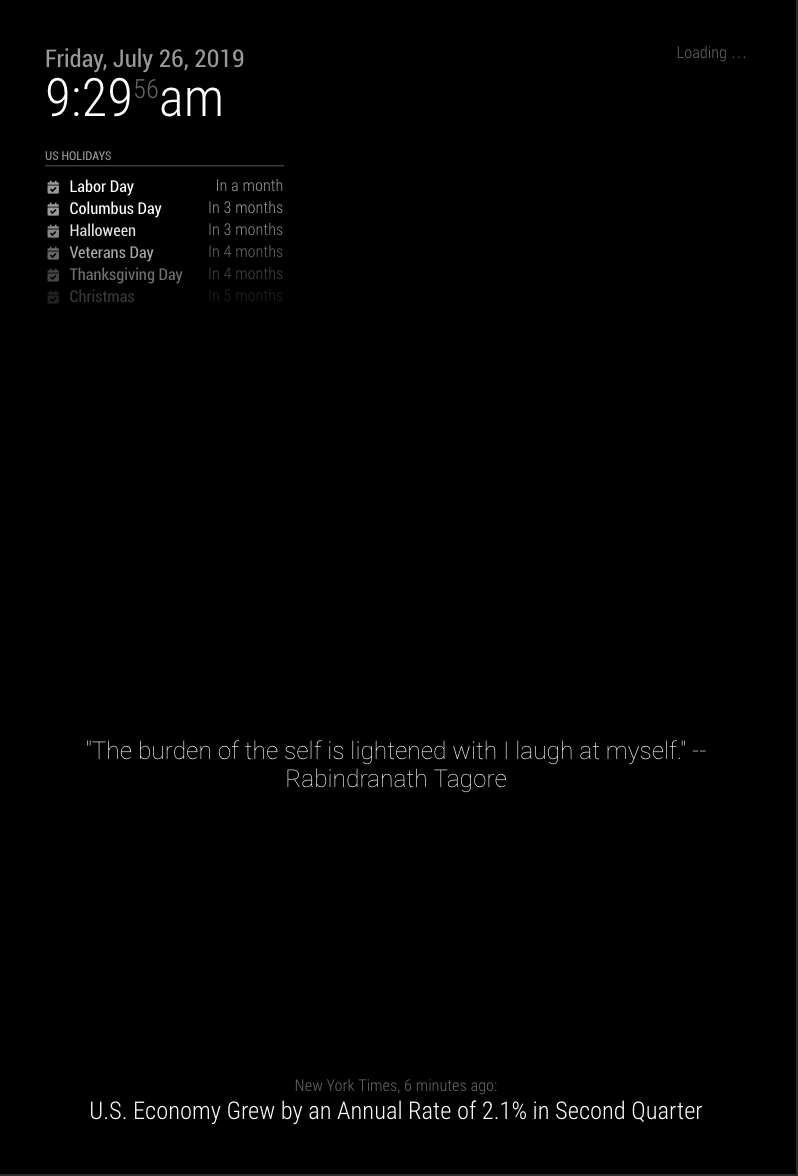 Friday, July 26, 2019
Loading ...
9:29 56 am
US HOLIDAYS
Labor Day In a month
Columbus Day In 3 months
Halloween In 3 months
Veterans Day In 4 months
Thanksgiving Day In 4 months
Christmas In 5 months
"The burden of the self is lightened with I laugh at myself." --
Rabindranath Tagore
New York Times, 6 minutes ago:
U.S. Economy Grew by an Annual Rate of 2.1% in Second Quarter